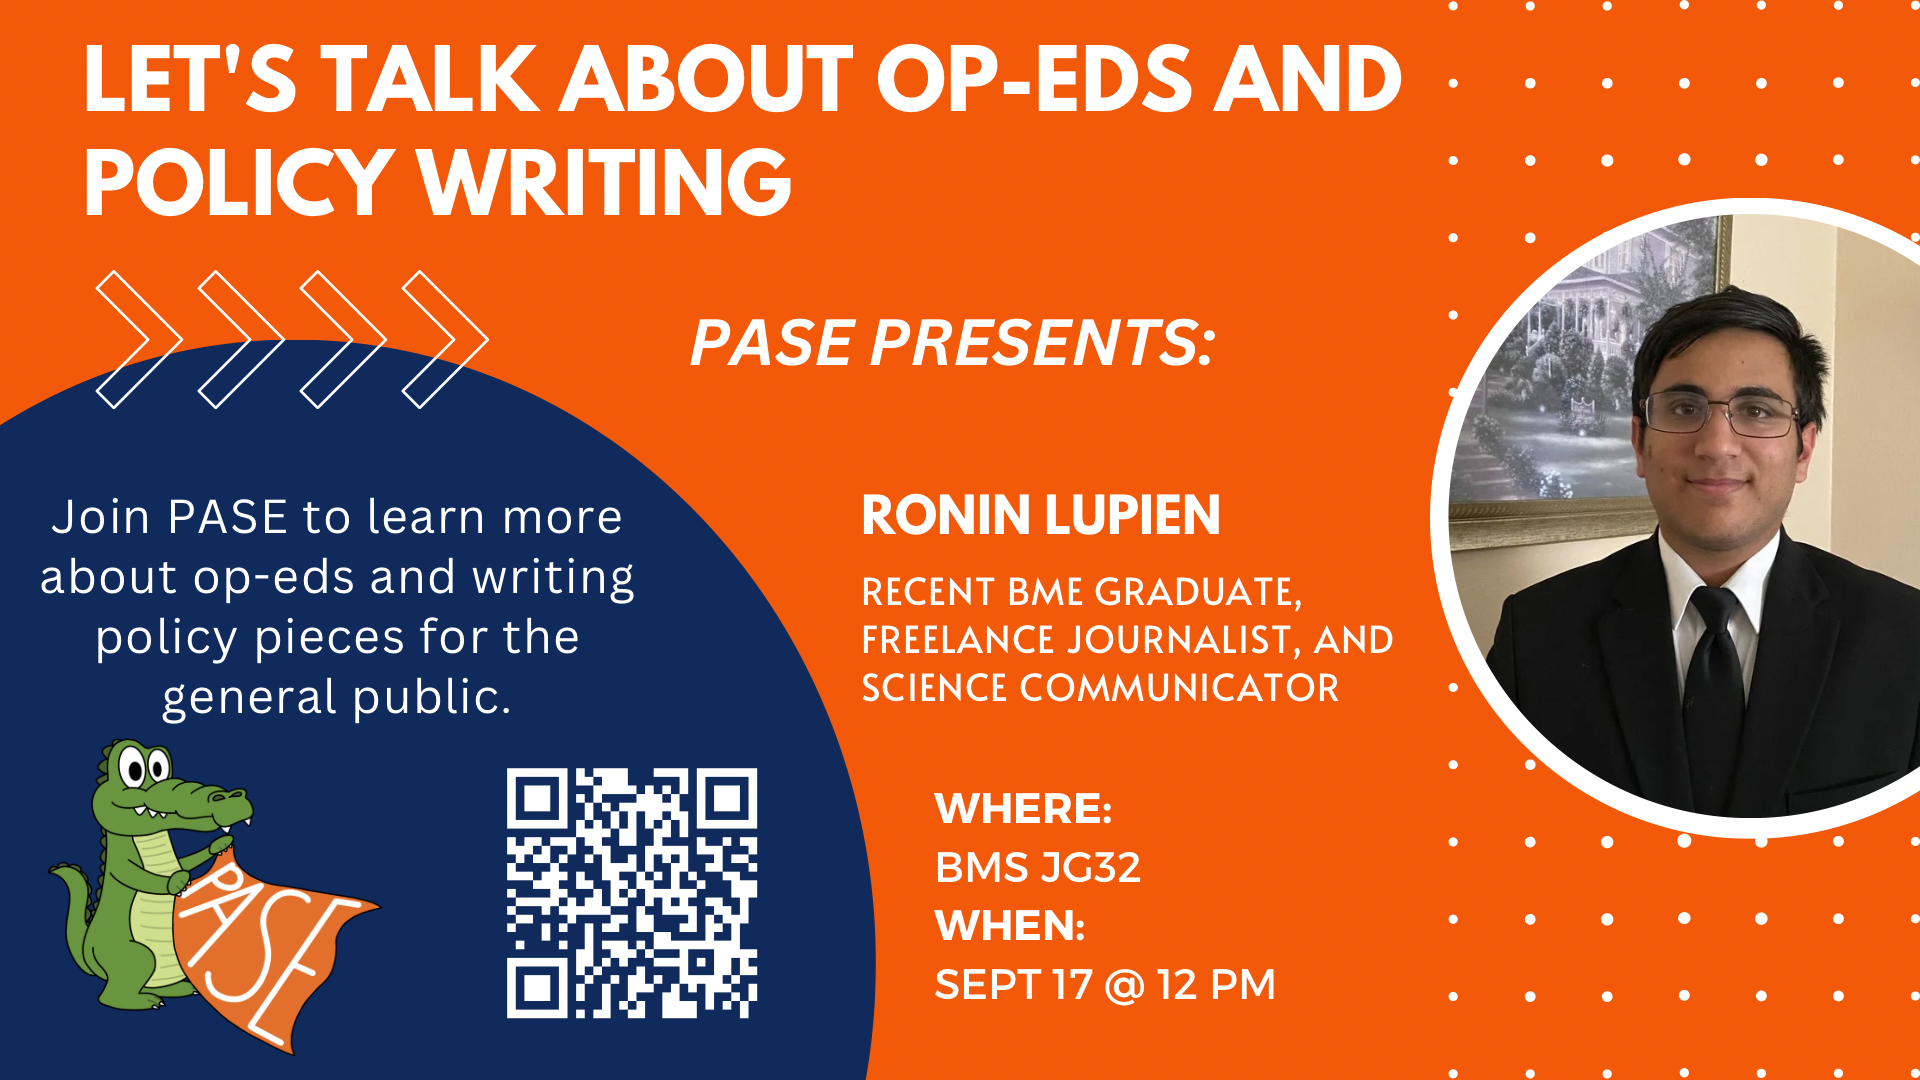 LET'S TALK ABOUT OP-EDS AND
POLICY WRITING
PASE PRESENTS:
Join PASE to learn more
about op-eds and writing
policy pieces for the
general public.
PASE
RONIN LUPIEN
RECENT BME GRADUATE,
FREELANCE JOURNALIST, AND
SCIENCE COMMUNICATOR
WHERE:
BMS JG32
WHEN:
SEPT 17 @ 12 PM